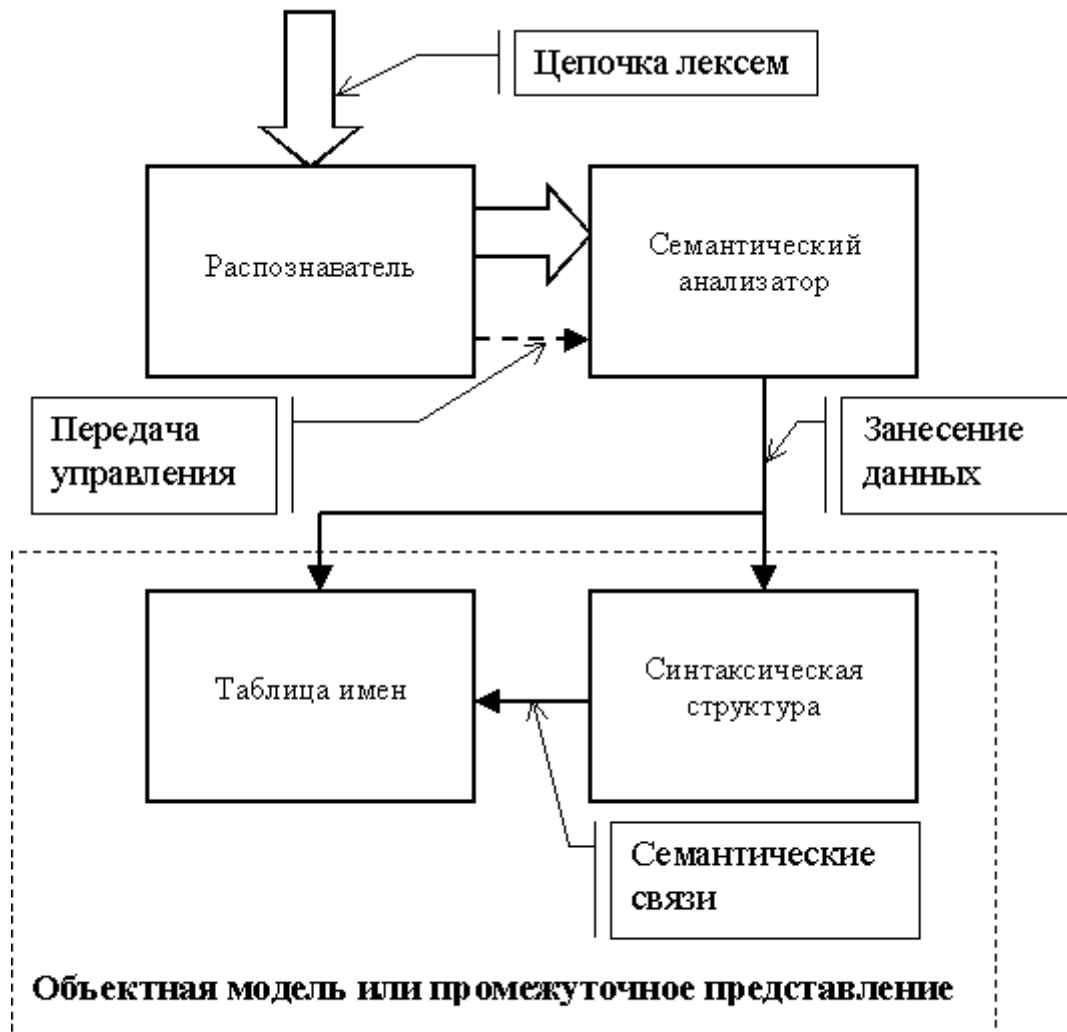 Цепочка лексем
Распознаватель
Семантический
анализатор
Передача
управления
Занесение
данных
Таблица имен
Синтаксическая
структура
Семантические
связи
Объектная модель или промежуточное представление